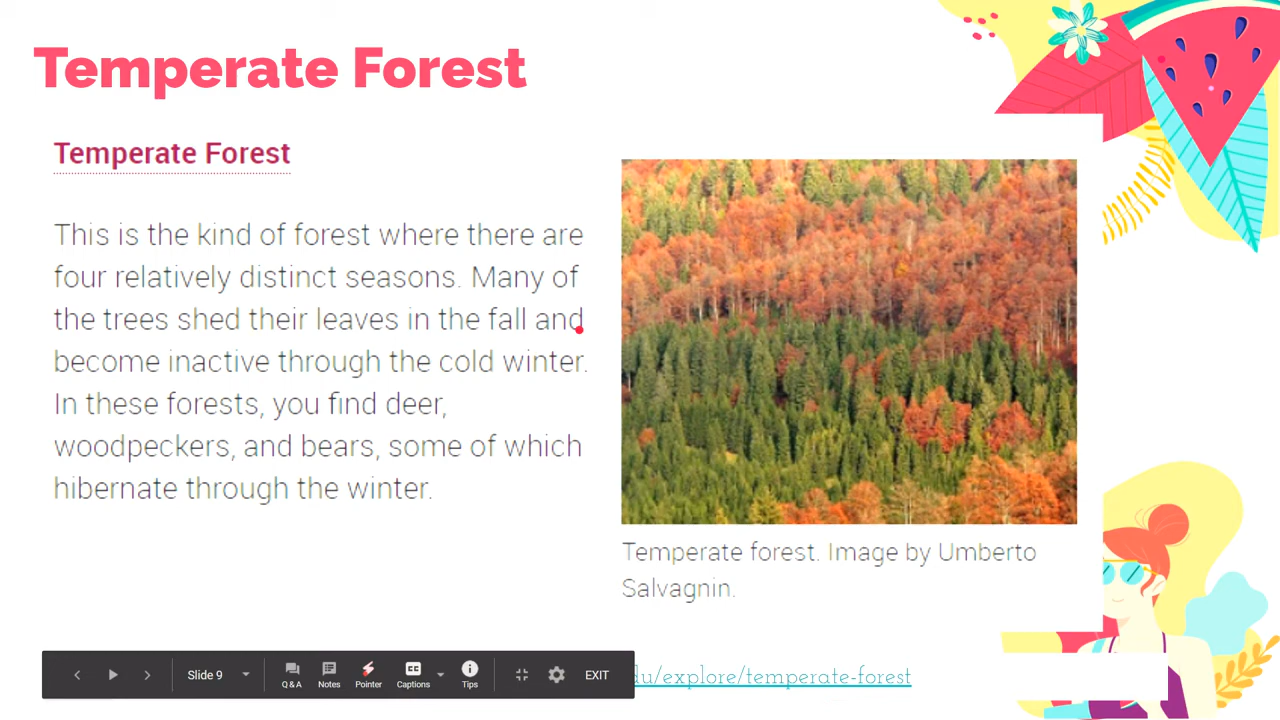 Temperate Forest
Temperate Forest
This is the kind of forest where there are
four relatively distinct seasons. Many of
the trees shed their leaves in the fall and
become inactive through the cold winter.
In these forests, you find deer,
woodpeckers, and bears, some of which
hibernate through the winter.
Temperate forest. Image by Umberto
Salvagnin.
du/explore/temperate-forest
Slide 9
Q & A
Notes
Pointer
Captions
CC
Tips
EXIT